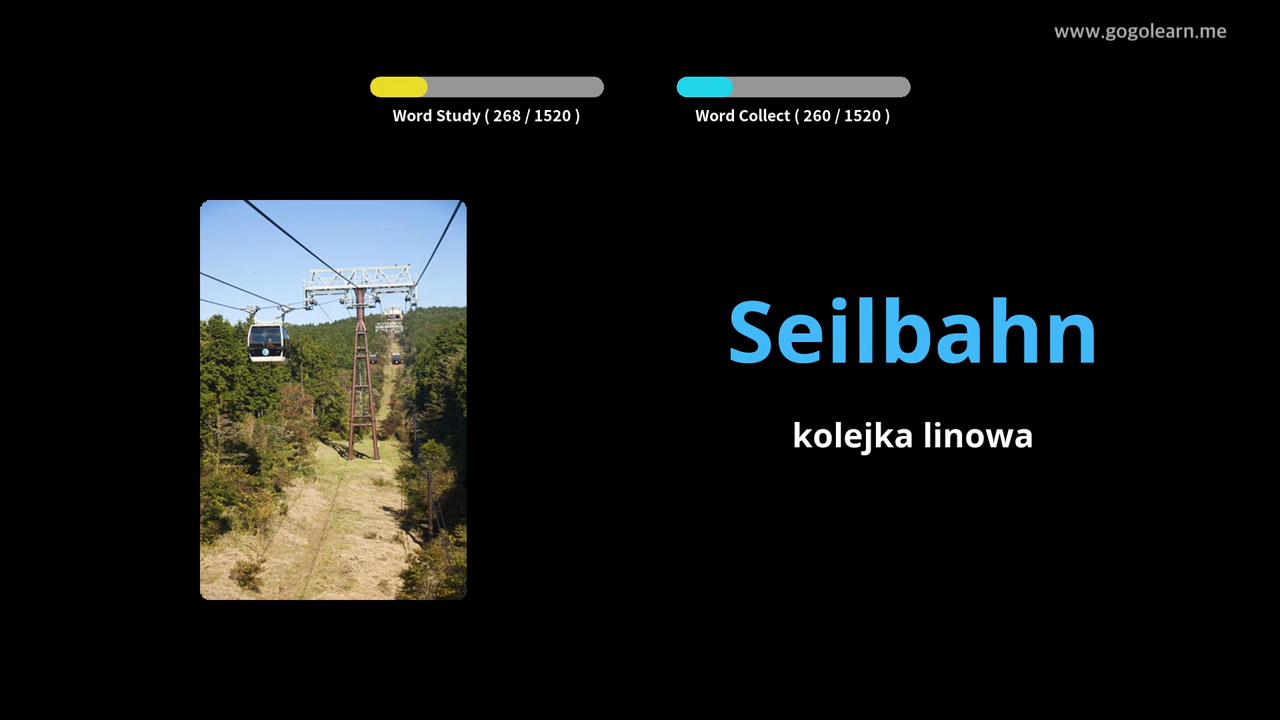 www.gogolearn.me
Word Study ( 268 / 1520 )
Word Collect ( 260 / 1520 )
Seilbahn
kolejka linowa